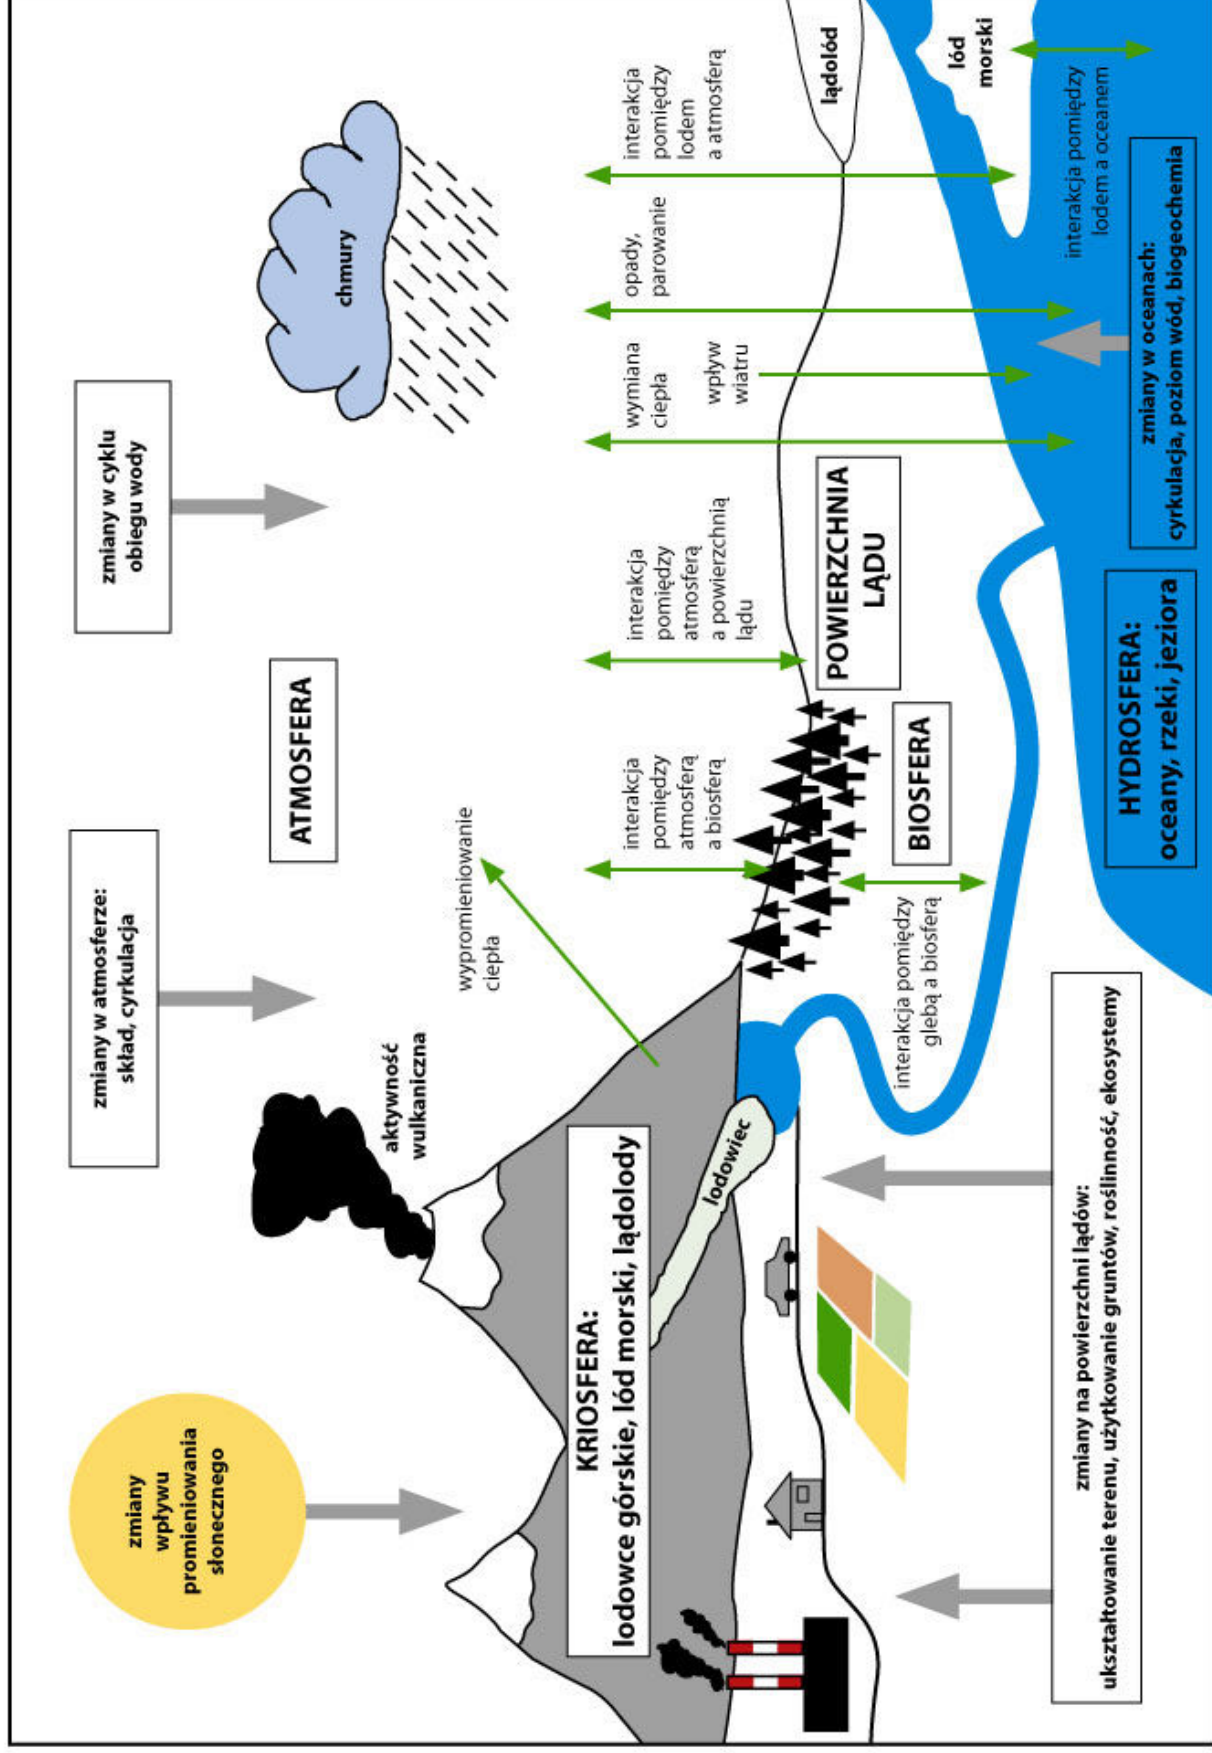 zmiany
wpływu
promieniowania
słonecznego
zmiany w atmosferze:
skład, cyrkulacja
zmiany w cyklu
obiegu wody
ATMOSFERA
chmury
aktywność
wulkaniczna
wypromieniowanie
ciepła
interakcja
pomiędzy
atmosferą
a biosferą
interakcja
pomiędzy
atmosferą
a powierzchnią
lądu
wymiana
ciepła
wpływ
wiatru
opady,
parowanie
interakcja
pomiędzy
lodem
a atmosferą
KRIOSFERA:
lodowce górskie, lód morski, lądolody
lodowiec
lądolód
POWIERZCHNIA
LĄDU
BIOSFERA
interakcja pomiędzy
glebą a biosferą
lód
morski
interakcja pomiędzy
lodem a oceanem
zmiany na powierzchni lądów:
ukształtowanie terenu, użytkowanie gruntów, roślinność, ekosystemy
HYDROSFERA:
oceany, rzeki, jeziora
zmiany w oceanach:
cyrkulacja, poziom wód, biogeochemia